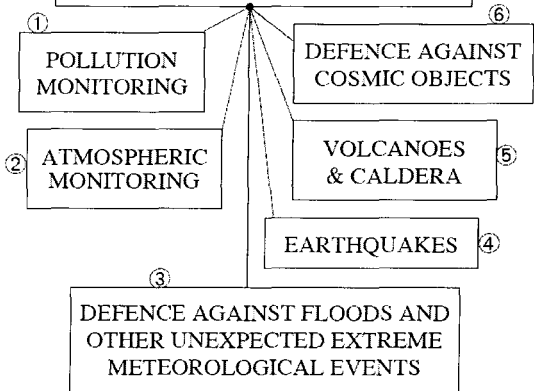 ①
POLLUTION
MONITORING
②
ATMOSPHERIC
MONITORING
③
DEFENCE AGAINST FLOODS AND
OTHER UNEXPECTED EXTREME
METEOROLOGICAL EVENTS
EARTHQUAKES ④
VOLCANOES
& CALDERA
⑤
⑥
DEFENCE AGAINST
COSMIC OBJECTS